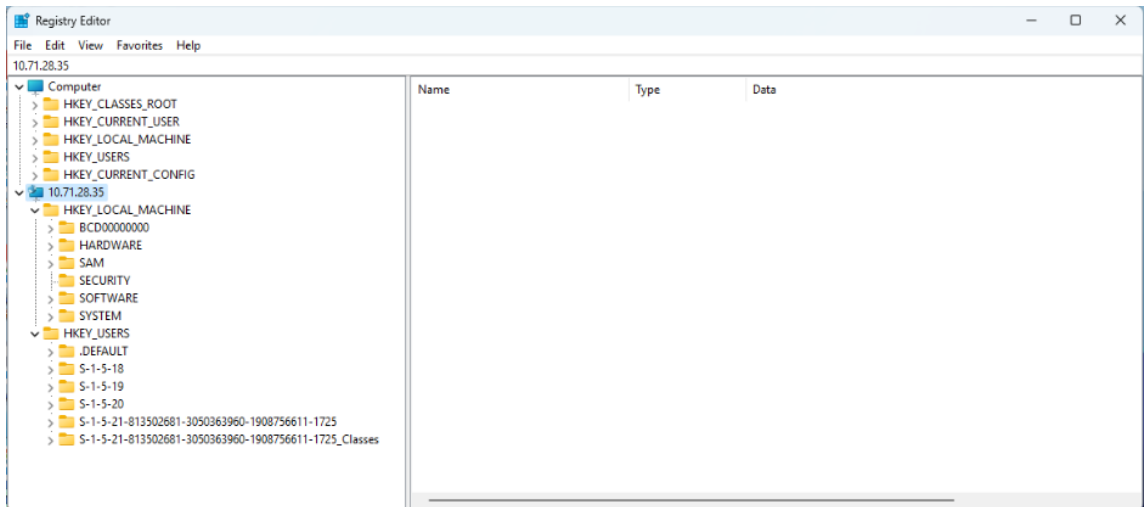 Registry Editor
File Edit View Favorites Help
10.71.28.35
Computer
HKEY_CLASSES_ROOT
HKEY_CURRENT_USER
HKEY_LOCAL_MACHINE
HKEY_USERS
HKEY_CURRENT_CONFIG
10.71.28.35
HKEY_LOCAL_MACHINE
BCD00000000
HARDWARE
SAM
SECURITY
SOFTWARE
SYSTEM
HKEY_USERS
.DEFAULT
S-1-5-18
S-1-5-19
S-1-5-20
S-1-5-21-813502681-3050363960-1908756611-1725
S-1-5-21-813502681-3050363960-1908756611-1725_Classes
Name Type Data